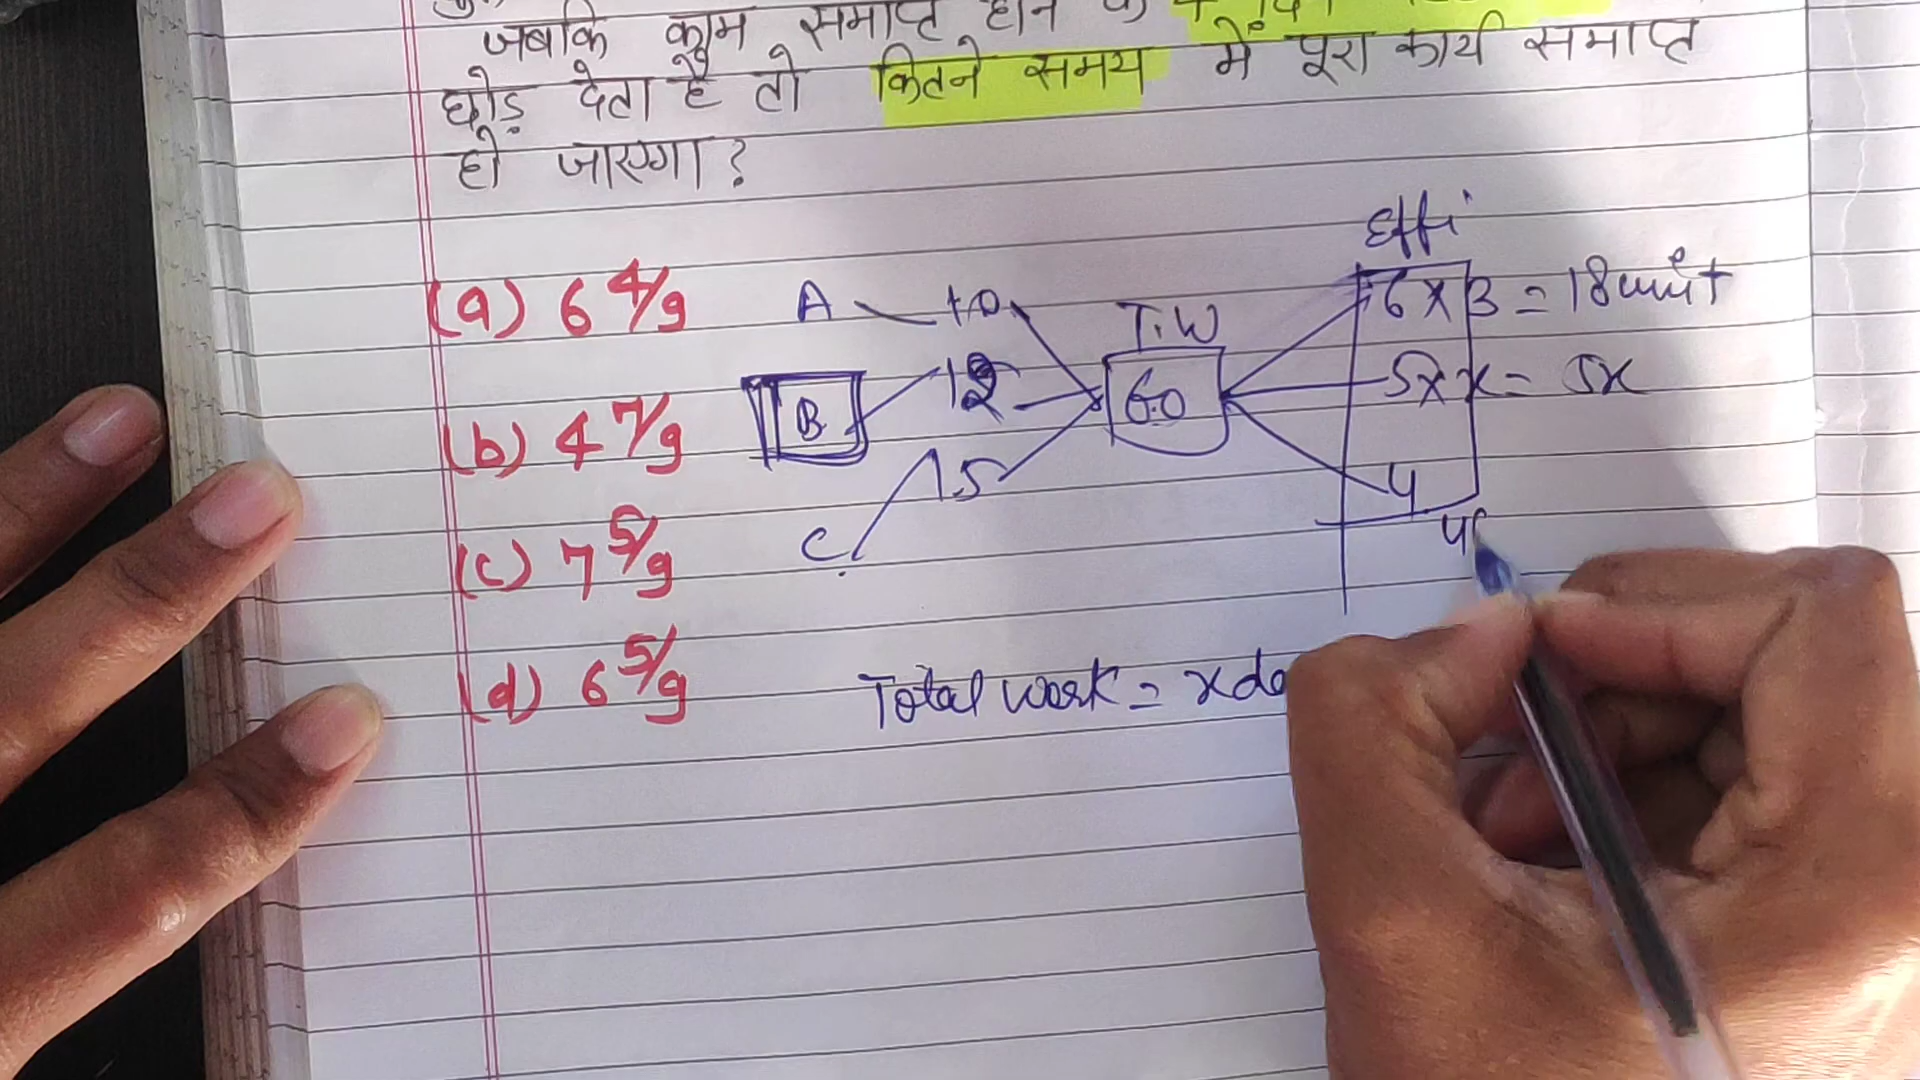 जबकि काम समाप्त होने
छोड़ देता है तो कितने समय में पूरा कार्य समाप्त
हो जाएगा?
Effi
(a) 6 4/9 A 10 T.W 6 x 3 = 18 unit
(b) 4 7/9 B 12 60 5 x x = 5x
C 15 4
(c) 7 5/9
(d) 6 5/9 Total work = x